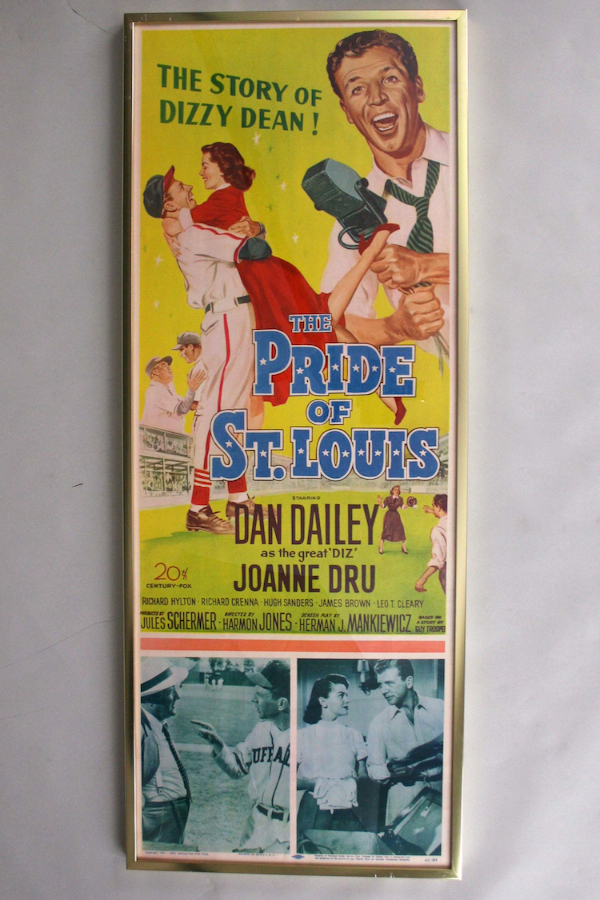 THE STORY OF
DIZZY DEAN!
THE
PRIDE
OF
ST. LOUIS
STARRING
DAN DAILEY
as the great 'DIZ'
JOANNE DRU
20th
CENTURY-FOX
RICHARD HYLTON · RICHARD CRENNA · HUGH SANDERS · JAMES BROWN · LEO T. CLEARY
PRODUCED BY JULES SCHERMER · DIRECTED BY HARMON JONES · SCREEN PLAY BY HERMAN J. MANKIEWICZ
BASED ON
A STORY BY
GUY TROSPER
UFFAL